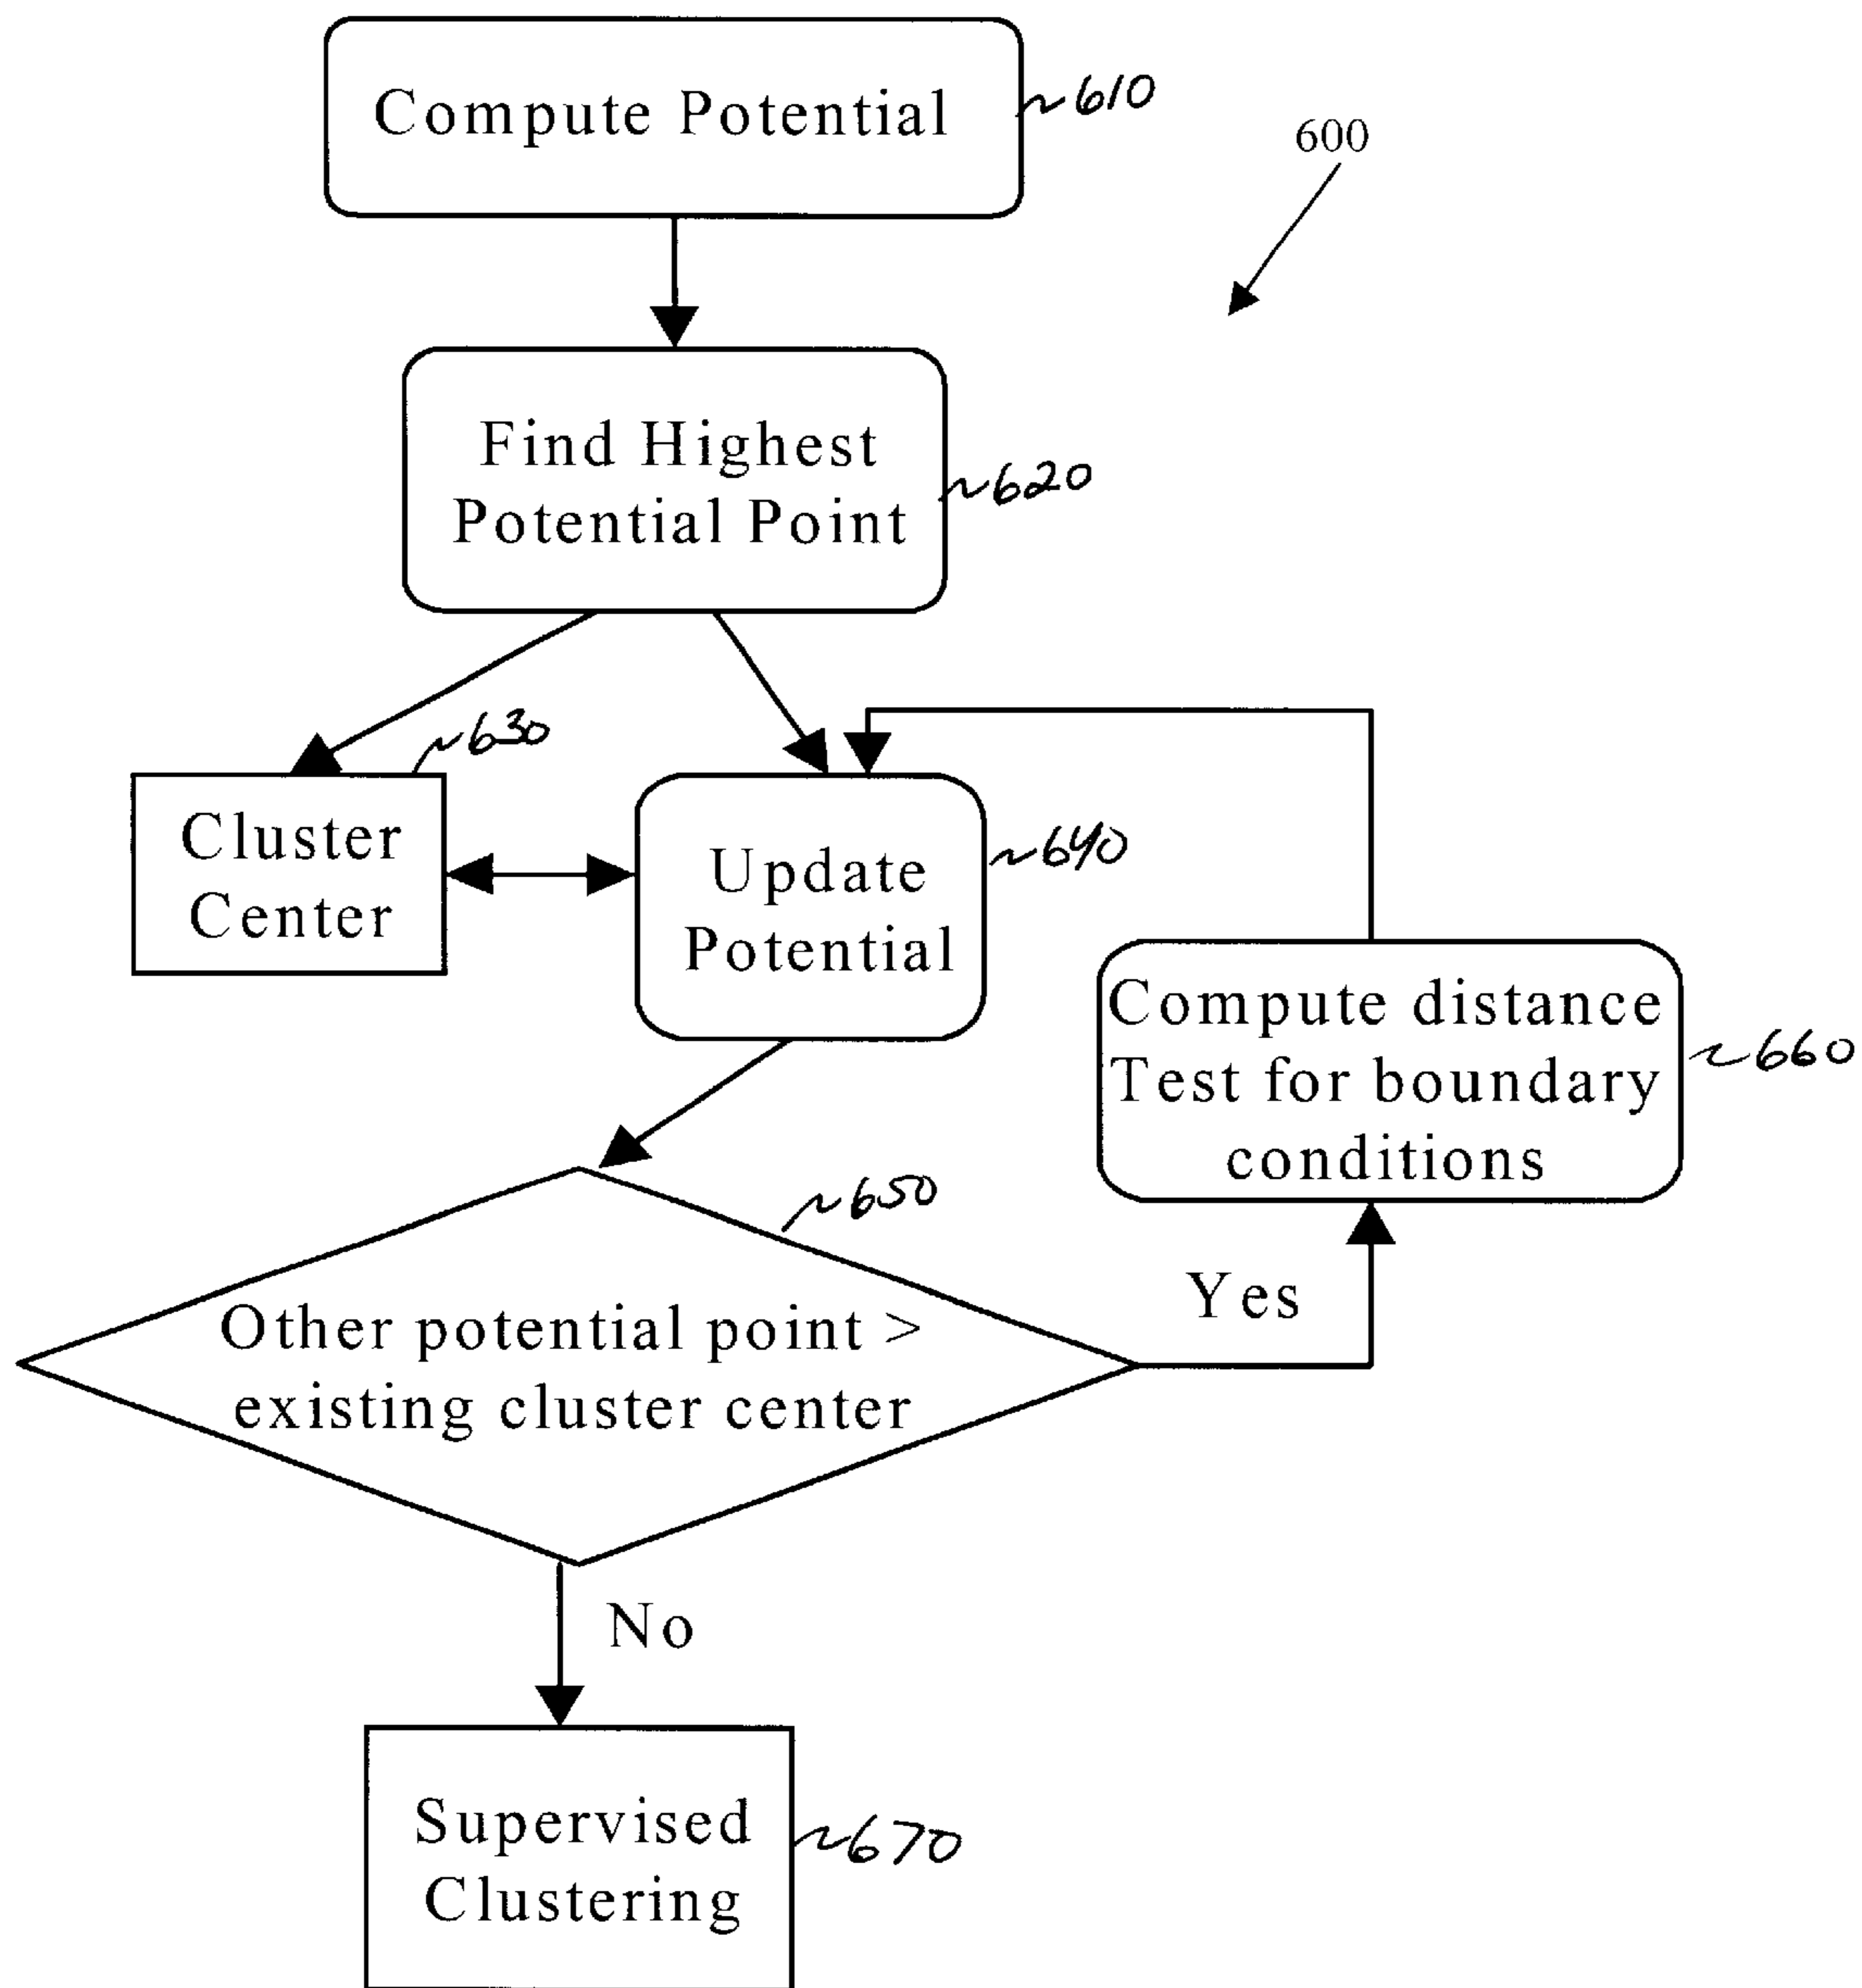 Compute Potential
~610
600
Find Highest
Potential Point
~620
~630
Cluster
Center
Update
Potential
~640
Compute distance
Test for boundary
conditions
~660
~650
Other potential point >
existing cluster center
Yes
No
Supervised
Clustering
~670